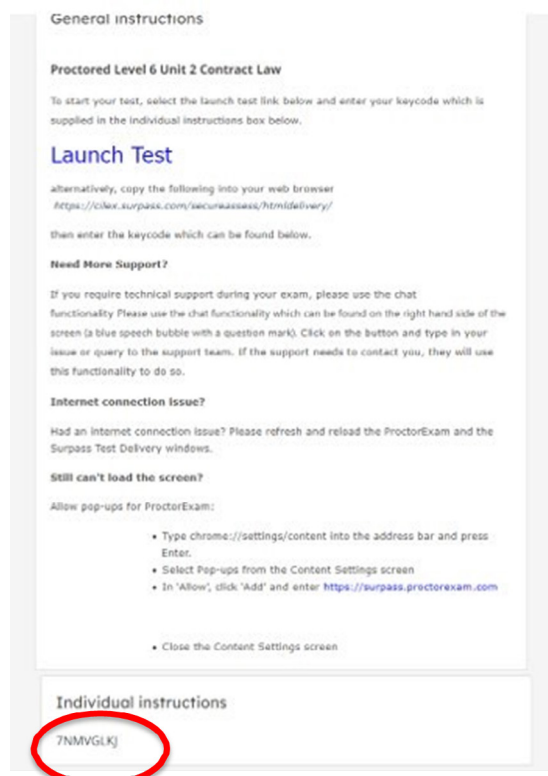 General instructions
Proctored Level 6 Unit 2 Contract Law
To start your test, select the launch test link below and enter your keycode which is
supplied in the individual instructions box below.
Launch Test
alternatively, copy the following into your web browser
https://cilex.surpass.com/secureassess/htmldelivery/
then enter the keycode which can be found below.
Need More Support?
If you require technical support during your exam, please use the chat
functionality Please use the chat functionality which can be found on the right hand side of the
screen (a blue speech bubble with a question mark). Click on the button and type in your
issue or query to the support team. If the support needs to contact you, they will use
this functionality to do so.
Internet connection issue?
Had an internet connection issue? Please refresh and reload the ProctorExam and the
Surpass Test Delivery windows.
Still can't load the screen?
Allow pop-ups for ProctorExam:
• Type chrome://settings/content into the address bar and press
Enter.
• Select Pop-ups from the Content Settings screen
• In 'Allow', click 'Add' and enter https://surpass.proctorexam.com
• Close the Content Settings screen
Individual instructions
7NMVGLKJ